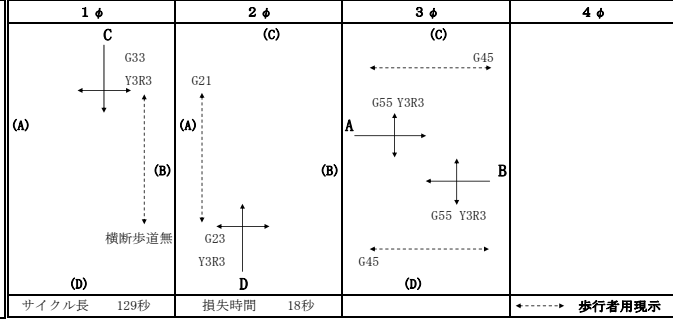 1φ 2φ 3φ 4φ
C (C) (C)
G33 G45
Y3R3 G21
G55 Y3R3
(A) (A) A
(B) (B) B
G55 Y3R3
横断歩道無 G23
Y3R3 G45
(D) D (D)
サイクル長 129秒 損失時間 18秒 歩行者用現示